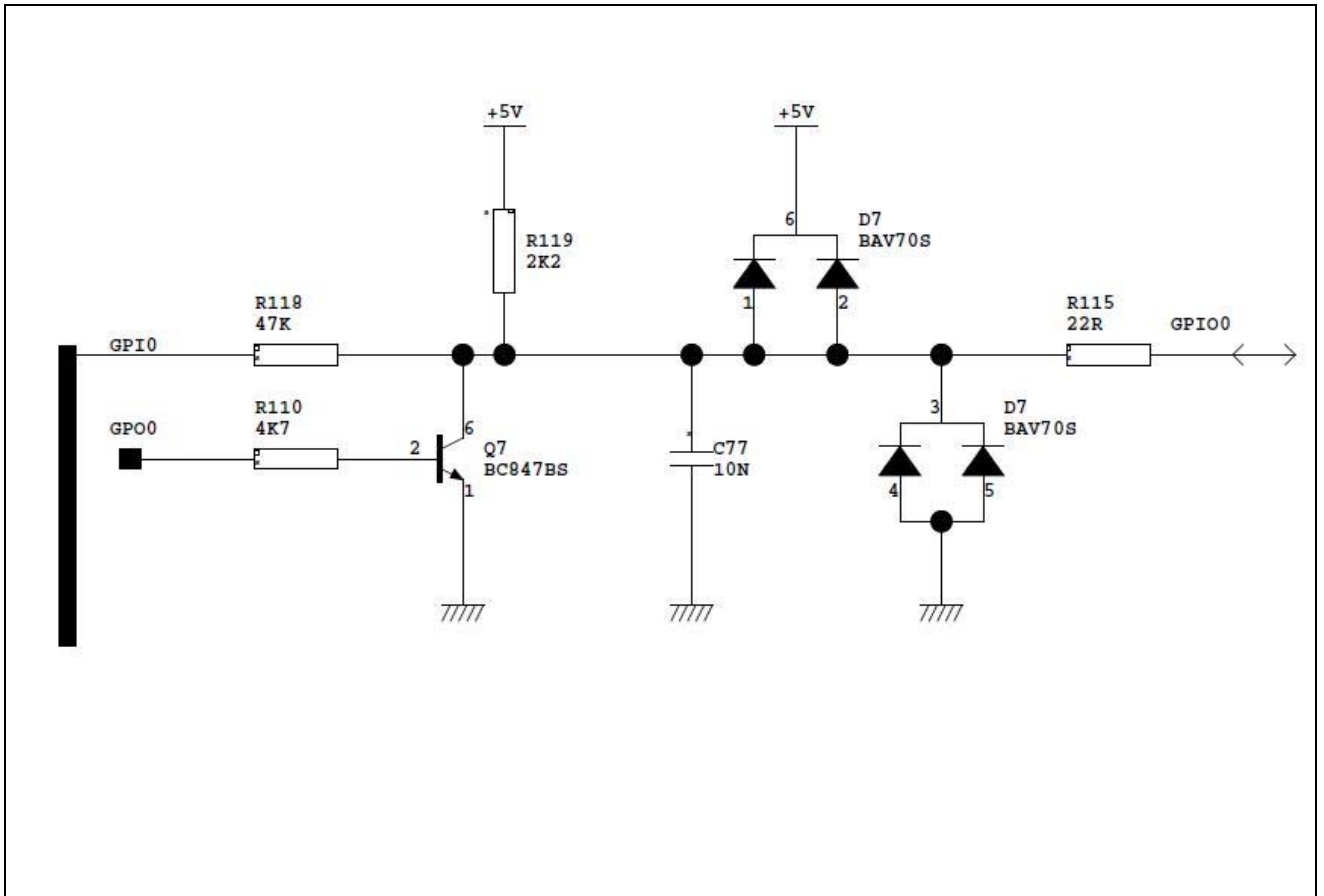 +5V
+5V
6
D7
BAV70S
R119
2K2
1
2
R118
47K
R115
22R
GPIO0
GPI0
R110
4K7
3
D7
BAV70S
GPO0
2
6
Q7
BC847BS
C77
10N
1
4
5